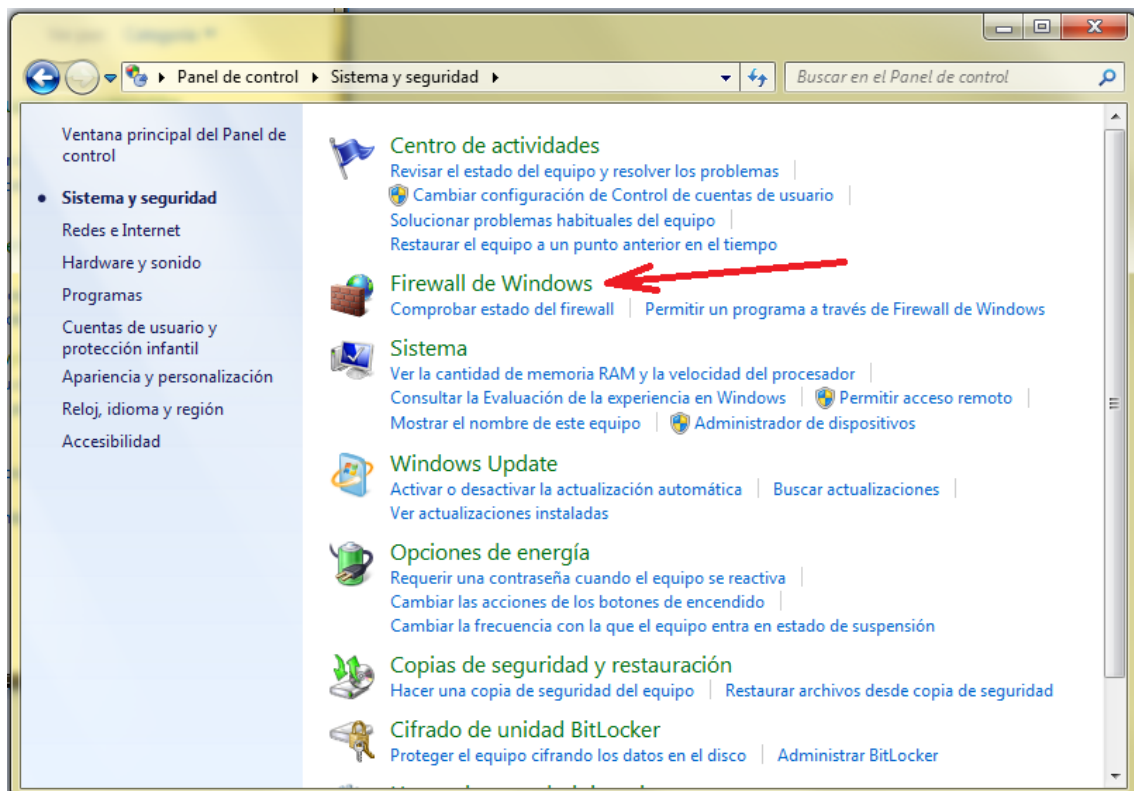 Panel de control ▸ Sistema y seguridad ▸
Buscar en el Panel de control
Ventana principal del Panel de
control
Sistema y seguridad
Redes e Internet
Hardware y sonido
Programas
Cuentas de usuario y
protección infantil
Apariencia y personalización
Reloj, idioma y región
Accesibilidad
Centro de actividades
Revisar el estado del equipo y resolver los problemas
Cambiar configuración de Control de cuentas de usuario
Solucionar problemas habituales del equipo
Restaurar el equipo a un punto anterior en el tiempo
Firewall de Windows
Comprobar estado del firewall | Permitir un programa a través de Firewall de Windows
Sistema
Ver la cantidad de memoria RAM y la velocidad del procesador
Consultar la Evaluación de la experiencia en Windows | Permitir acceso remoto
Mostrar el nombre de este equipo | Administrador de dispositivos
Windows Update
Activar o desactivar la actualización automática | Buscar actualizaciones
Ver actualizaciones instaladas
Opciones de energía
Requerir una contraseña cuando el equipo se reactiva
Cambiar las acciones de los botones de encendido
Cambiar la frecuencia con la que el equipo entra en estado de suspensión
Copias de seguridad y restauración
Hacer una copia de seguridad del equipo | Restaurar archivos desde copia de seguridad
Cifrado de unidad BitLocker
Proteger el equipo cifrando los datos en el disco | Administrar BitLocker